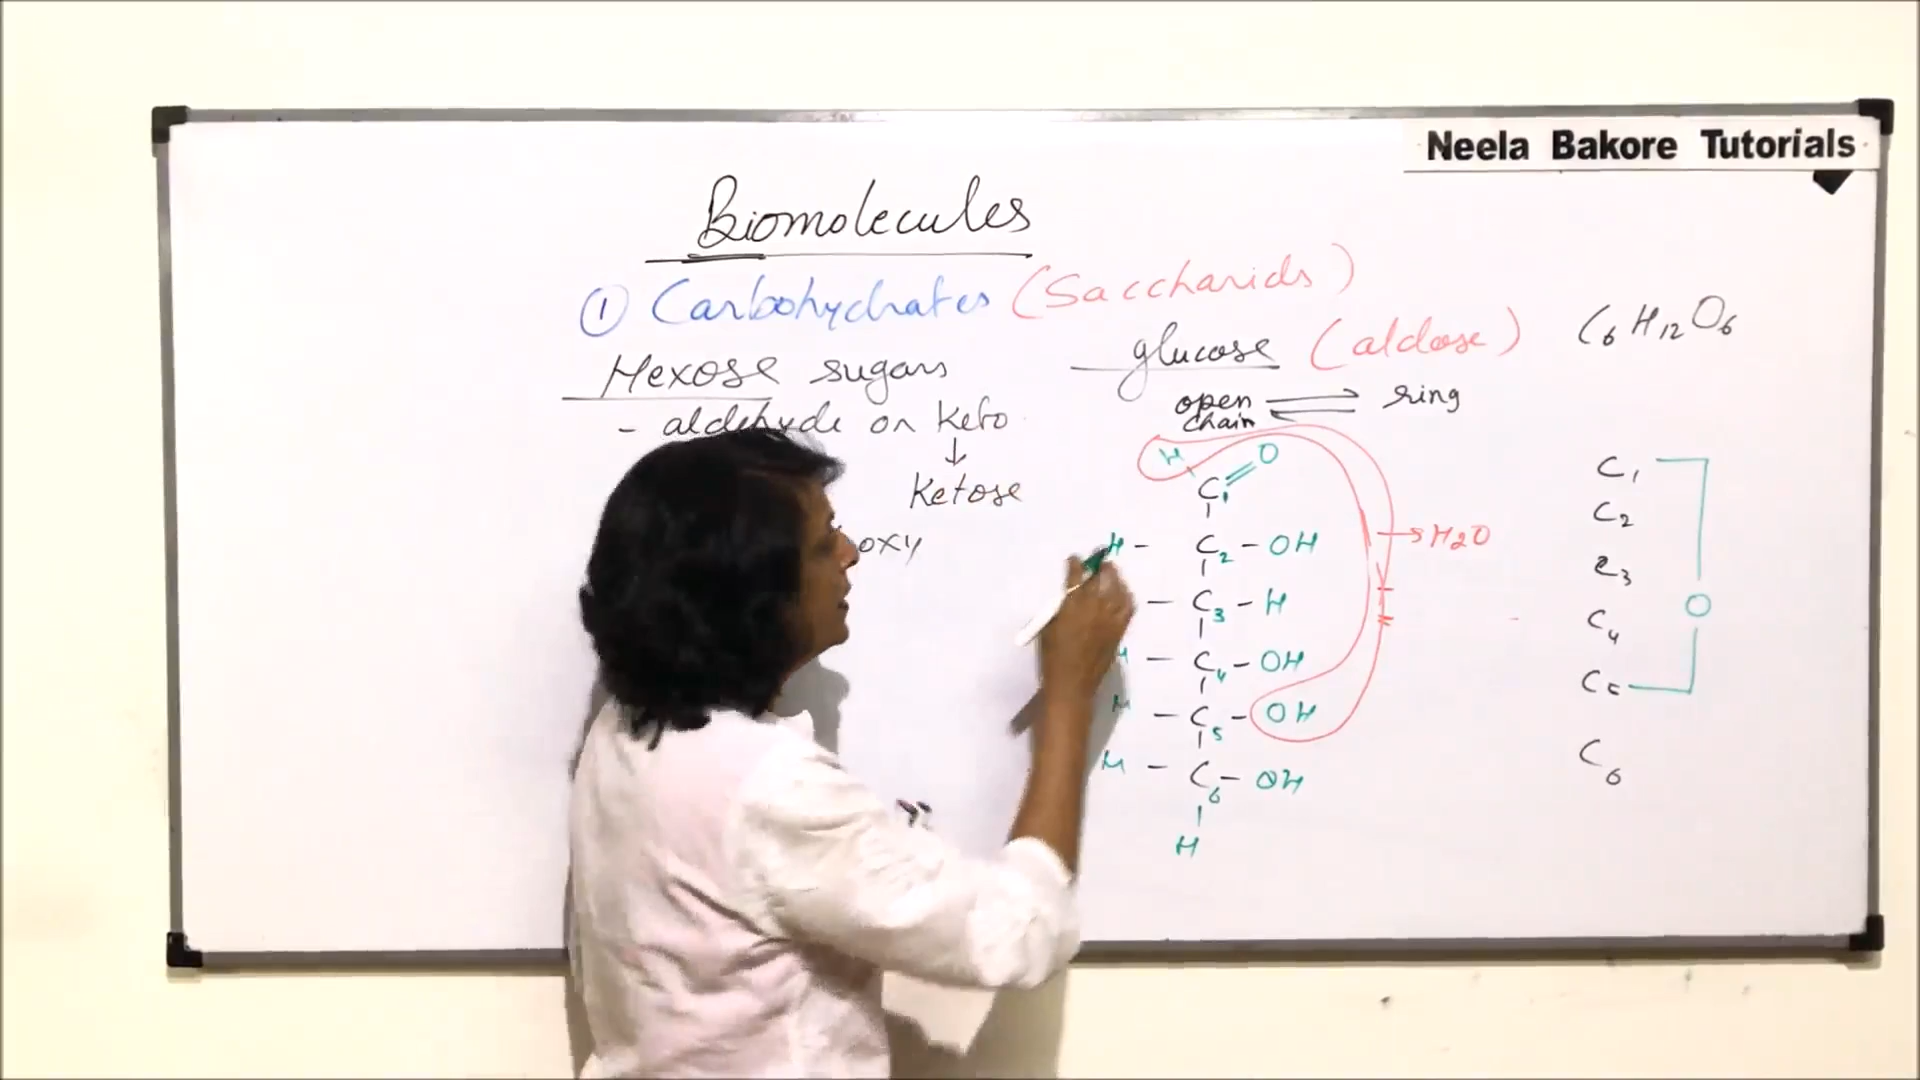 Neela Bakore Tutorials
Biomolecules
① Carbohydrates (Saccharids)
Hexose sugars
- aldehyde or Keto
↓
Ketose
oxy
glucose (aldose) C6H12O6
open chain ⇌ ring
H O
C1
H - C2 - OH
- C3 - H
H - C4 - OH
H - C5 - OH
H - C6 - OH
H
→ H2O
C1
C2
C3
C4
C5
C6
O